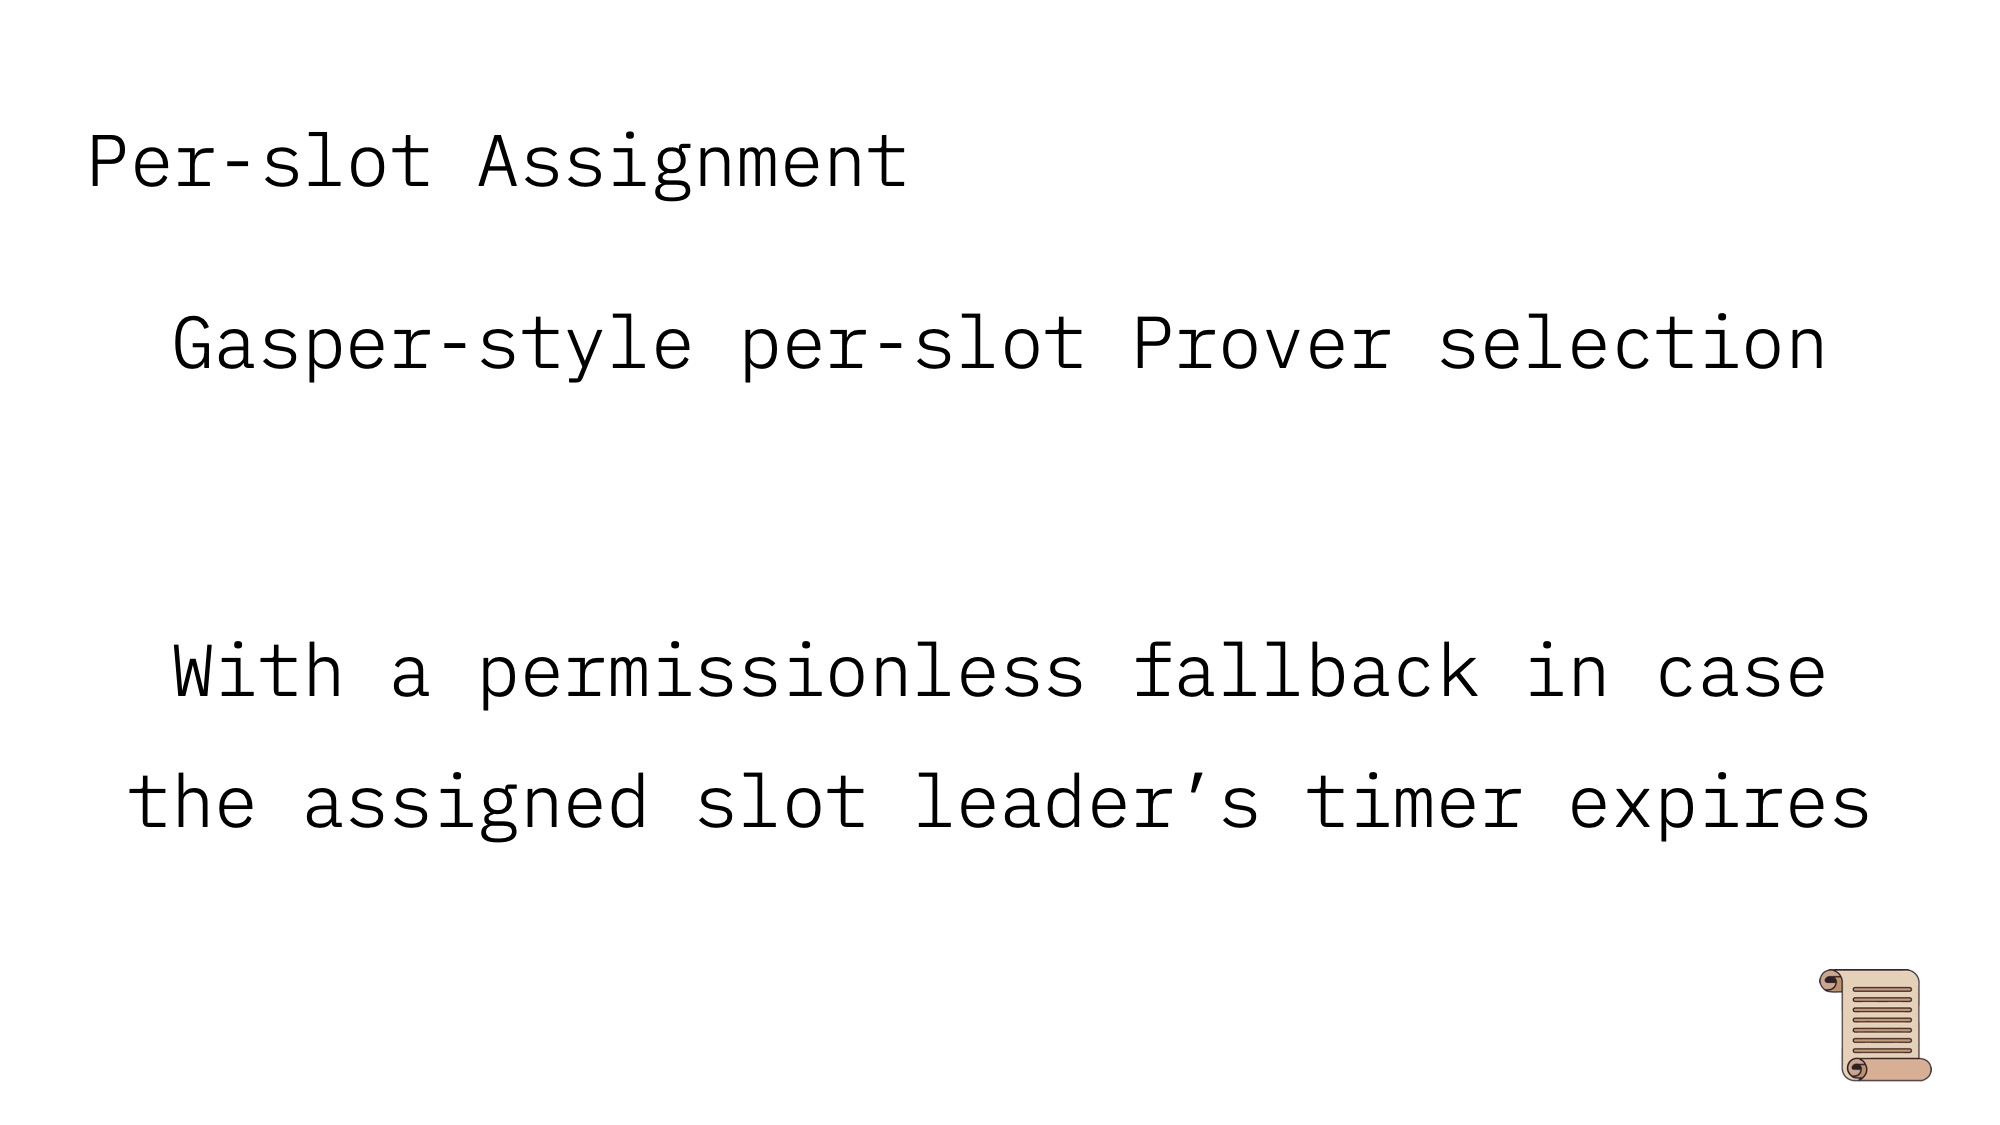 Per-slot Assignment
Gasper-style per-slot Prover selection
With a permissionless fallback in case
the assigned slot leader’s timer expires